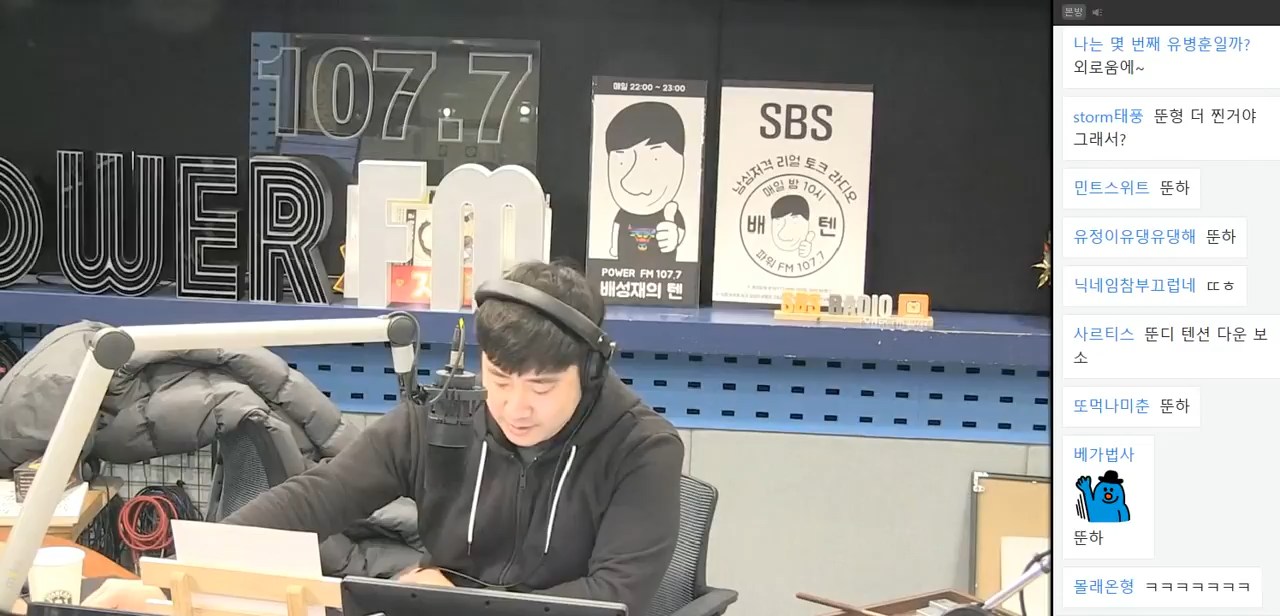 107.7
POWER FM
매일 22:00 ~ 23:00
POWER FM 107.7
배성재의 텐
SBS
남심저격 리얼 토크 라디오
매일 밤 10시
배 텐
파워 FM 107.7
SBS RADIO
본방
나는 몇 번째 유병훈일까?
외로움에~
storm태풍 뚠형 더 찐거야
그래서?
민트스위트 뚠하
유정이유댕유댕해 뚠하
닉네임참부끄럽네 ㄸㅎ
사르티스 뚠디 텐션 다운 보
소
또먹나미춘 뚠하
베가법사
뚠하
몰래온형 ㅋㅋㅋㅋㅋㅋㅋ